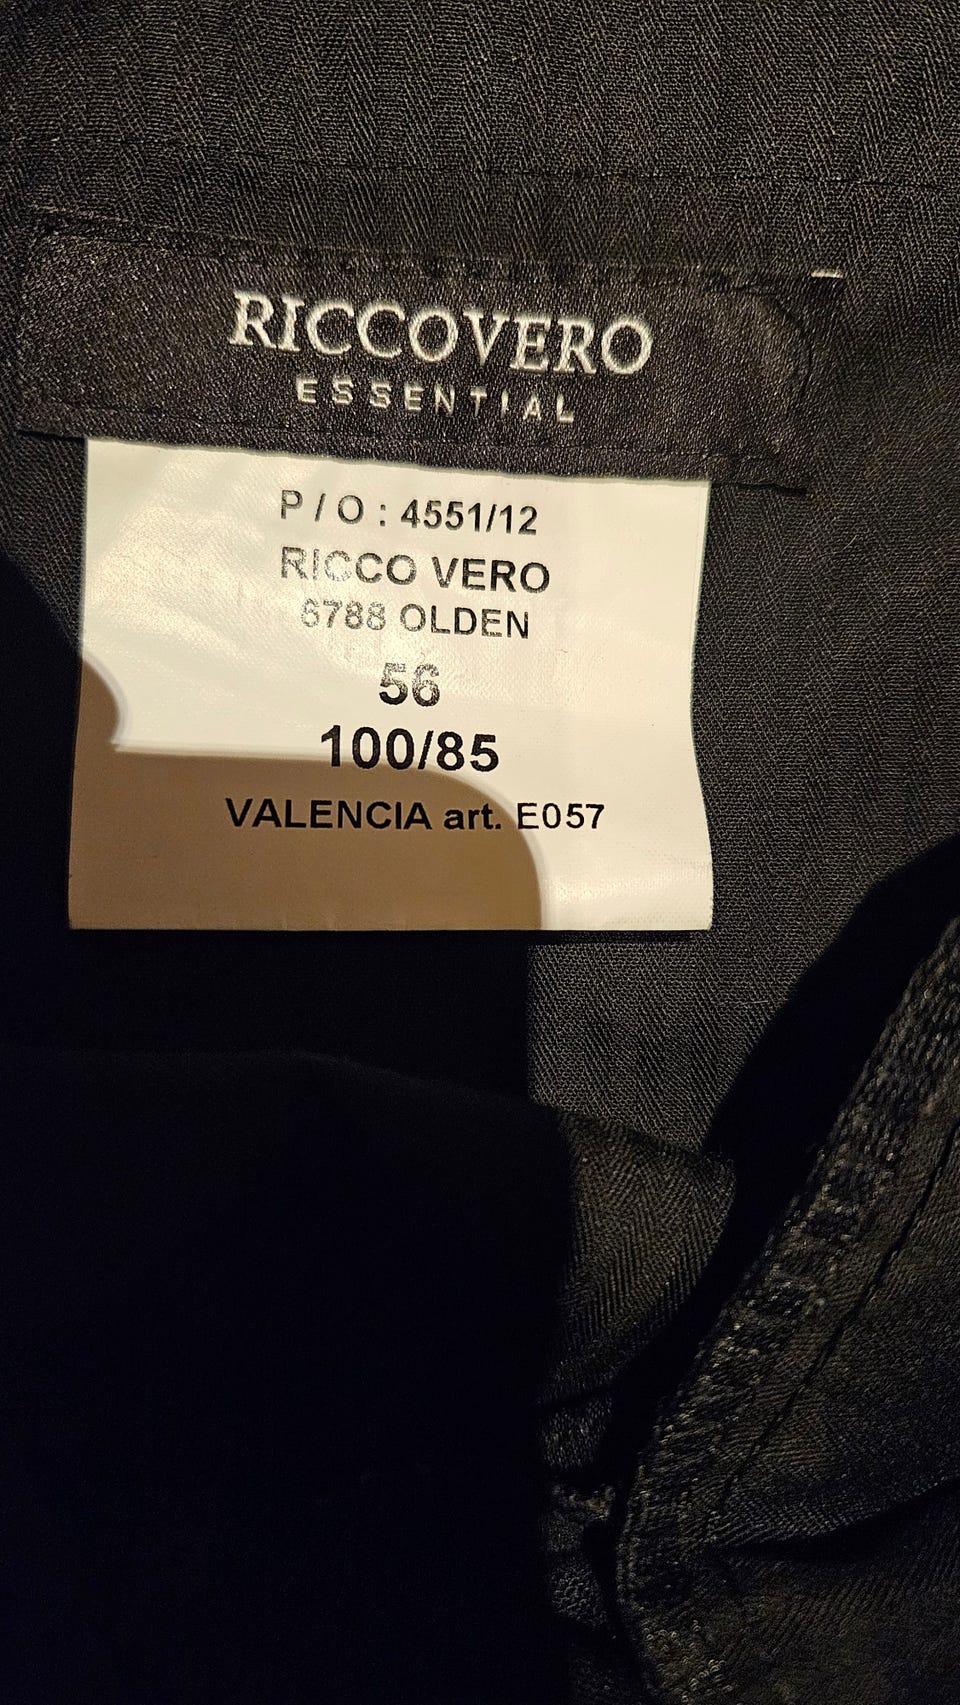 RICCOVERO
ESSENTIAL
P / O : 4551/12
RICCO VERO
6788 OLDEN
56
100/85
VALENCIA art. E057